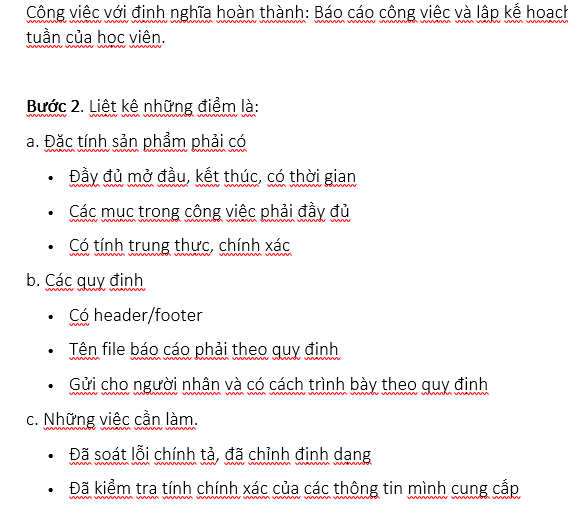 Công việc với định nghĩa hoàn thành: Báo cáo công việc và lập kế hoạch
tuần của học viên.
Bước 2. Liệt kê những điểm là:
a. Đặc tính sản phẩm phải có
• Đầy đủ mở đầu, kết thúc, có thời gian
• Các mục trong công việc phải đầy đủ
• Có tính trung thực, chính xác
b. Các quy định
• Có header/footer
• Tên file báo cáo phải theo quy định
• Gửi cho người nhận và có cách trình bày theo quy định
c. Những việc cần làm.
• Đã soát lỗi chính tả, đã chỉnh định dạng
• Đã kiểm tra tính chính xác của các thông tin mình cung cấp